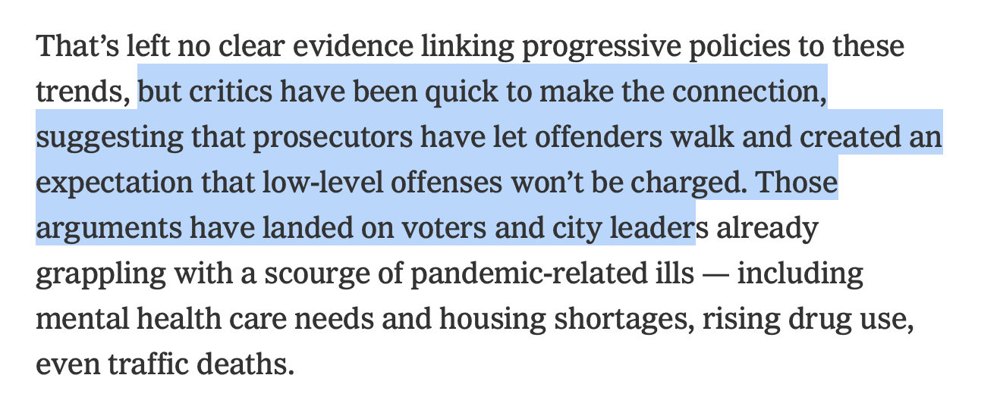 That’s left no clear evidence linking progressive policies to these
trends, but critics have been quick to make the connection,
suggesting that prosecutors have let offenders walk and created an
expectation that low-level offenses won’t be charged. Those
arguments have landed on voters and city leaders already
grappling with a scourge of pandemic-related ills — including
mental health care needs and housing shortages, rising drug use,
even traffic deaths.